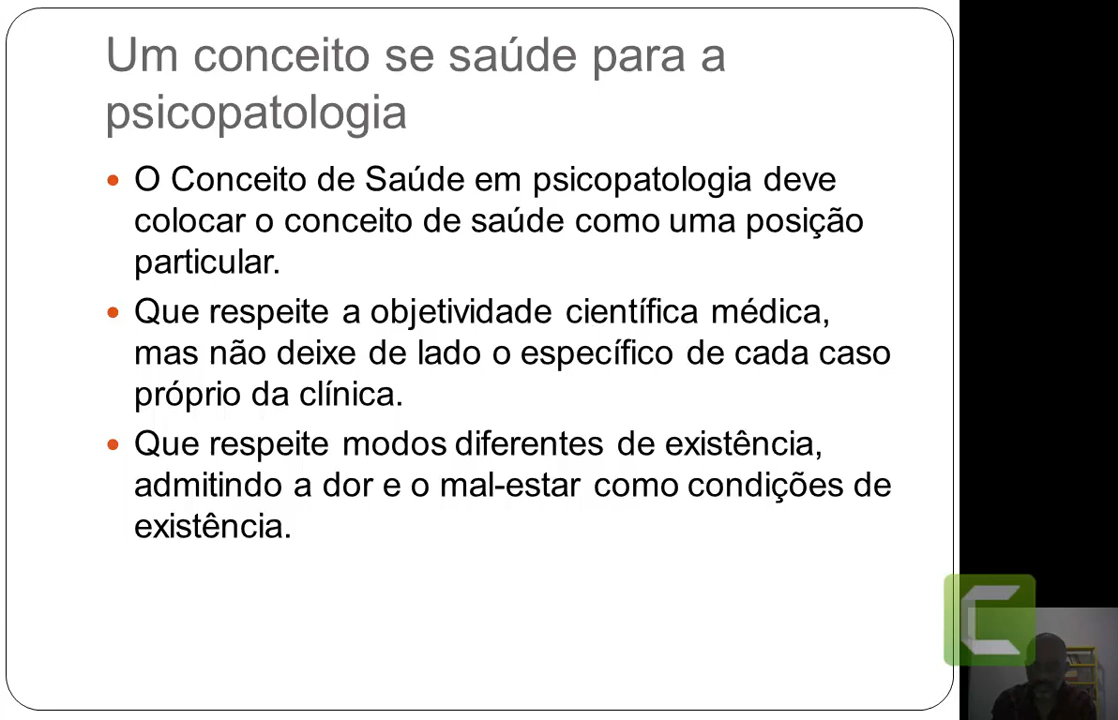 Um conceito se saúde para a
psicopatologia
• O Conceito de Saúde em psicopatologia deve
colocar o conceito de saúde como uma posição
particular.
• Que respeite a objetividade científica médica,
mas não deixe de lado o específico de cada caso
próprio da clínica.
• Que respeite modos diferentes de existência,
admitindo a dor e o mal-estar como condições de
existência.